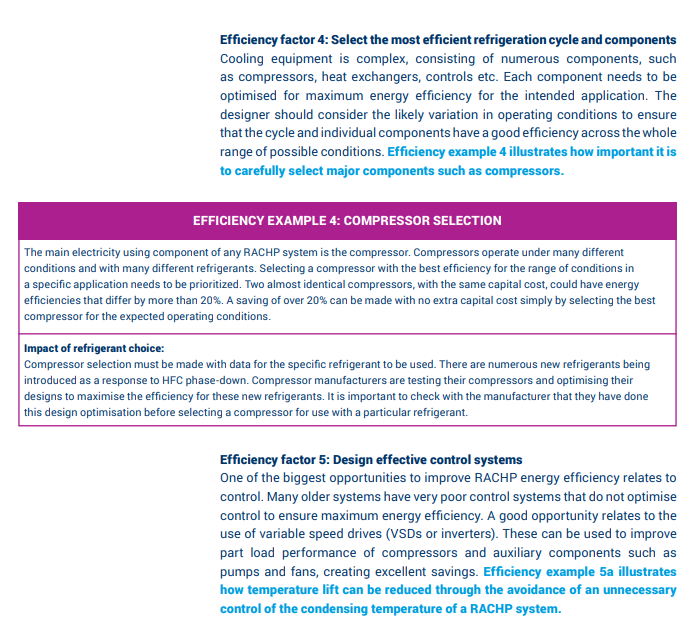 Efficiency factor 4: Select the most efficient refrigeration cycle and components
Cooling equipment is complex, consisting of numerous components, such
as compressors, heat exchangers, controls etc. Each component needs to be
optimised for maximum energy efficiency for the intended application. The
designer should consider the likely variation in operating conditions to ensure
that the cycle and individual components have a good efficiency across the whole
range of possible conditions. Efficiency example 4 illustrates how important it is
to carefully select major components such as compressors.
EFFICIENCY EXAMPLE 4: COMPRESSOR SELECTION
The main electricity using component of any RACHP system is the compressor. Compressors operate under many different
conditions and with many different refrigerants. Selecting a compressor with the best efficiency for the range of conditions in
a specific application needs to be prioritized. Two almost identical compressors, with the same capital cost, could have energy
efficiencies that differ by more than 20%. A saving of over 20% can be made with no extra capital cost simply by selecting the best
compressor for the expected operating conditions.
Impact of refrigerant choice:
Compressor selection must be made with data for the specific refrigerant to be used. There are numerous new refrigerants being
introduced as a response to HFC phase-down. Compressor manufacturers are testing their compressors and optimising their
designs to maximise the efficiency for these new refrigerants. It is important to check with the manufacturer that they have done
this design optimisation before selecting a compressor for use with a particular refrigerant.
Efficiency factor 5: Design effective control systems
One of the biggest opportunities to improve RACHP energy efficiency relates to
control. Many older systems have very poor control systems that do not optimise
control to ensure maximum energy efficiency. A good opportunity relates to the
use of variable speed drives (VSDs or inverters). These can be used to improve
part load performance of compressors and auxiliary components such as
pumps and fans, creating excellent savings. Efficiency example 5a illustrates
how temperature lift can be reduced through the avoidance of an unnecessary
control of the condensing temperature of a RACHP system.